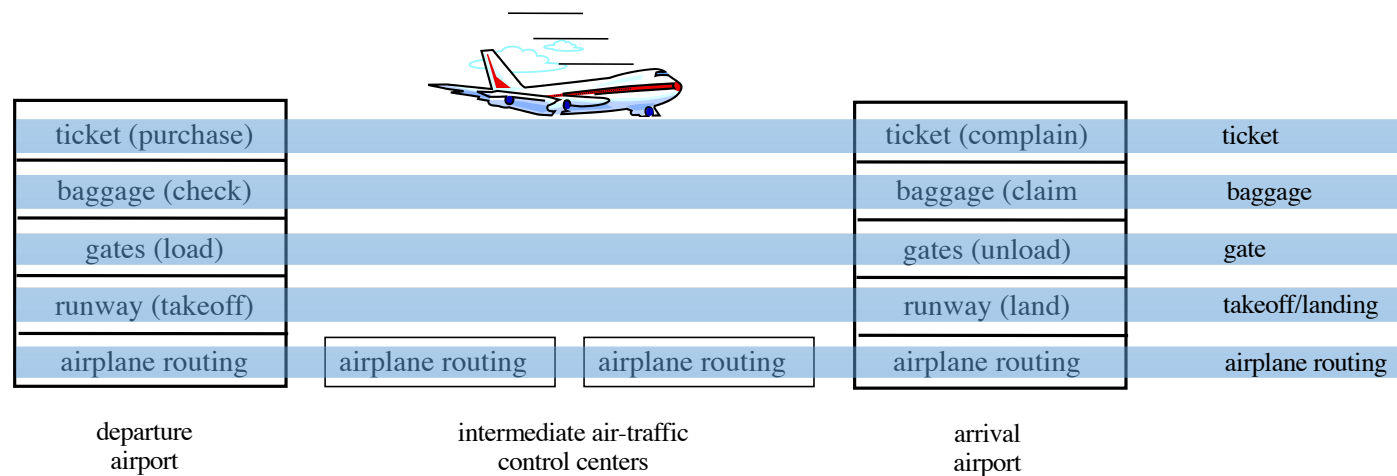 ticket (purchase) ticket (complain) ticket
baggage (check) baggage (claim baggage
gates (load) gates (unload) gate
runway (takeoff) runway (land) takeoff/landing
airplane routing airplane routing airplane routing airplane routing airplane routing
departure
airport
intermediate air-traffic
control centers
arrival
airport